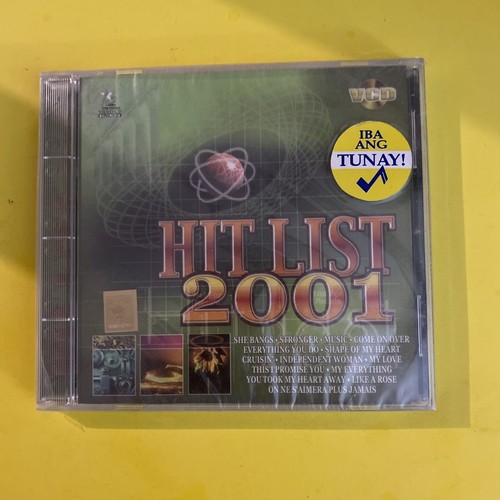 VCD
IBA
ANG
TUNAY!
HIT LIST
2001
SHE BANGS • STRONGER • MUSIC • COME ON OVER
EVERYTHING YOU DO • SHAPE OF MY HEART
CRUISIN' • INDEPENDENT WOMAN • MY LOVE
THIS I PROMISE YOU • MY EVERYTHING
YOU TOOK MY HEART AWAY • LIKE A ROSE
ON NE S'AIMERA PLUS JAMAIS